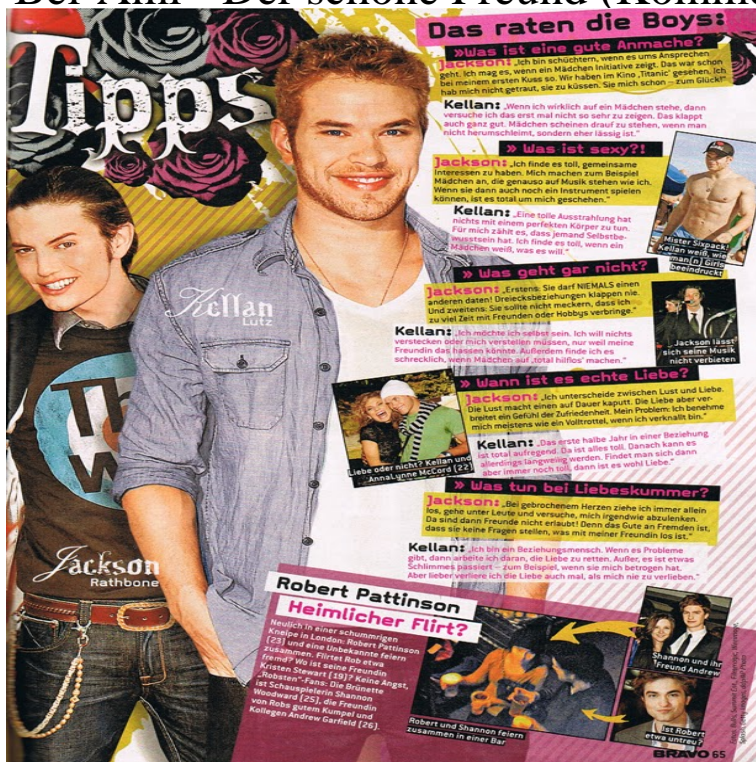 Tipps
Das raten die Boys:
»Was ist eine gute Anmache?
Jackson: „Ich bin schüchtern, wenn es ums Ansprechen
geht. Ich mag es, wenn ein Mädchen Initiative zeigt. Das war schon
bei meinem ersten Kuss so. Wir haben im Kino ‚Titanic‘ gesehen. Ich
hab mich nicht getraut, sie zu küssen. Sie mich schon – zum Glück!“
Kellan: „Wenn ich wirklich auf ein Mädchen stehe, dann
versuche ich das erst mal nicht so sehr zu zeigen. Das klappt
auch ganz gut. Mädchen scheinen drauf zu stehen, wenn man
nicht herumschleimt, sondern eher lässig ist.“
» Was ist sexy?!
Jackson: „Ich finde es toll, gemeinsame
Interessen zu haben. Mich machen zum Beispiel
Mädchen an, die genauso auf Musik stehen wie ich.
Wenn sie dann auch noch ein Instrument spielen
können, ist es total um mich geschehen.“
Kellan: „Eine tolle Ausstrahlung hat
nichts mit einem perfekten Körper zu tun.
Für mich zählt es, dass jemand Selbstbe-
wusstsein hat. Ich finde es toll, wenn ein
Mädchen weiß, was es will.“
Mister Sixpack!
Kellan weiß, wie
man(n) Girls
beeindruckt
» Was geht gar nicht?
Jackson: „Erstens: Sie darf NIEMALS einen
anderen daten! Dreiecksbeziehungen kappen nie.
Und zweitens: Sie sollte nicht meckern, dass ich
zu viel Zeit mit Freunden oder Hobbys verbringe.“
Kellan: „Ich möchte ich selbst sein. Ich will nichts
verstecken oder mich verstellen müssen, nur weil meine
Freundin das hassen könnte. Außerdem finde ich es
schrecklich, wenn Mädchen auf ‚total hilflos‘ machen.“
Jackson lässt
sich seine Musik
nicht verbieten
Kellan
Lutz
» Wann ist es echte Liebe?
Jackson: „Ich unterscheide zwischen Lust und Liebe.
Die Lust macht einen auf Dauer kaputt. Die Liebe aber ver-
breitet ein Gefühl der Zufriedenheit. Mein Problem: Ich benehme
mich meistens wie ein Volltrottel, wenn ich verknallt bin.“
Kellan: „Das erste halbe Jahr in einer Beziehung
ist total aufregend. Da ist alles toll. Danach kann es
allerdings langweilig werden. Findet man sich dann
aber immer noch toll, dann ist es wohl Liebe.“
Liebe oder nicht? Kellan und
AnnaLynne McCord (22)
» Was tun bei Liebeskummer?
Jackson: „Bei gebrochenem Herzen ziehe ich immer allein
los, gehe unter Leute und versuche, mich irgendwie abzulenken.
Da sind dann Freunde nicht erlaubt! Denn das Gute an Fremden ist,
dass sie keine Fragen stellen, was mit meiner Freundin los ist.“
Kellan: „Ich bin ein Beziehungsmensch. Wenn es Probleme
gibt, dann arbeite ich daran, die Liebe zu retten. Außer, es ist etwas
Schlimmes passiert – zum Beispiel, wenn sie mich betrogen hat.
Aber lieber verliere ich die Liebe auch mal, als mich nie zu verlieben.“
Jackson
Rathbone
Robert Pattinson
Heimlicher Flirt?
Neulich in einer schummrigen
Kneipe in London: Robert Pattinson
(23) und eine Unbekannte feiern
zusammen. Flirtet Rob etwa
fremd? Wo ist seine Freundin
Kristen Stewart (19)? Keine Angst,
„Robsten“-Fans: Die Brünette
ist Schauspielerin Shannon
Woodward (25), die Freundin
von Robs gutem Kumpel und
Kollegen Andrew Garfield (26).
Robert und Shannon feiern
zusammen in einer Bar
Shannon und ihr
Freund Andrew
Ist Robert
etwa untreu?
BRAVO 65